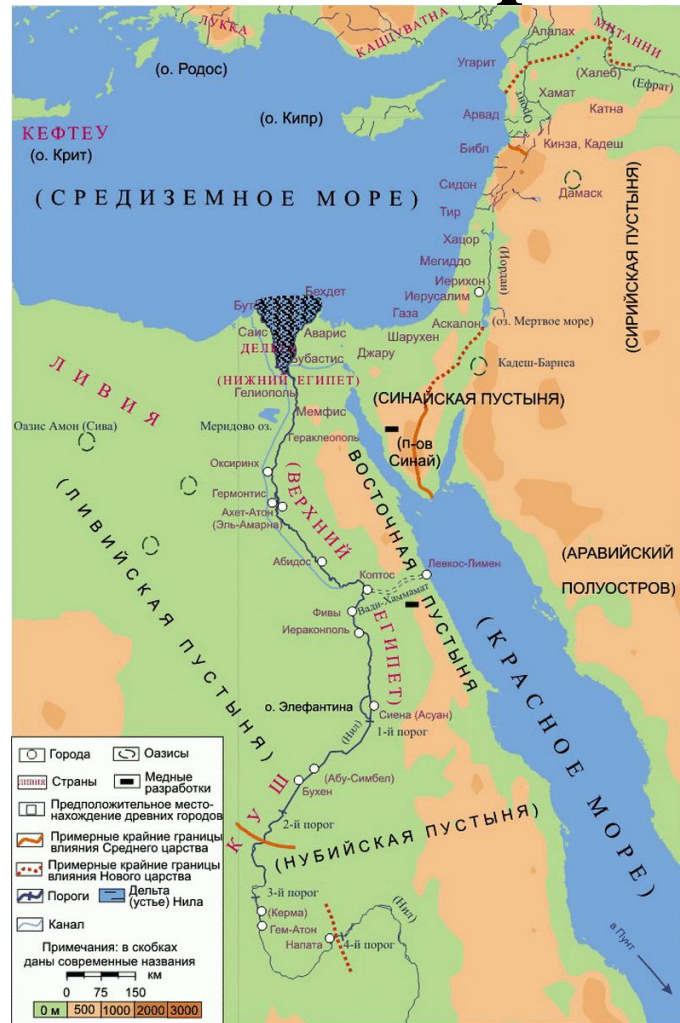 р
ЛУККА
КАЦЦУВАТНА
МИТАННИ
Алалах
(о. Родос)
Угарит
(Халеб)
(Ефрат)
Хамат
Оронт
(о. Кипр)
Арвад
Катна
КЕФТЕУ
(о. Крит)
Библ
Кинза, Кадеш
(СРЕДИЗЕМНОЕ МОРЕ)
Сидон
Дамаск
Тир
(СИРИЙСКАЯ ПУСТЫНЯ)
Хацор
Мегиддо
(Иордан)
Иерихон
Бехдет
Иерусалим
Бут
Газа
Аскалон
(оз. Мертвое море)
Саис
Аварис
Шарухен
ДЕЛЬ
Бубастис
Джару
Кадеш-Барнеа
ЛИВИЯ
(НИЖНИЙ ЕГИПЕТ)
Гелиополь
(СИНАЙСКАЯ ПУСТЫНЯ)
Мемфис
Меридово оз.
Оазис Амон (Сива)
Гераклеополь
(п-ов
Синай)
Оксиринх
(ВЕРХНИЙ
ВОСТОЧНАЯ
Гермонтис
(ЛИВИЙСКАЯ ПУСТЫНЯ)
Ахет-Атон
(Эль-Амарна)
(АРАВИЙСКИЙ
ПОЛУОСТРОВ)
Абидос
Левкос-Лимен
Коптос
Вади-Хаммамат
ПУСТЫНЯ
Фивы
ЕГИПЕТ)
Иераконполь
(КРАСНОЕ МОРЕ)
о. Элефантина
Сиена (Асуан)
(Нил)
1-й порог
(Абу-Симбел)
Бухен
КУШ
2-й порог
(НУБИЙСКАЯ ПУСТЫНЯ)
3-й порог
(Керма)
(Нил)
Гем-Атон
Напата
4-й порог
в Пунт
Города
Оазисы
ЛИВИЯ
Страны
Медные
разработки
Предположительное место-
нахождение древних городов
Примерные крайние границы
влияния Среднего царства
Примерные крайние границы
влияния Нового царства
Пороги
Дельта
(устье) Нила
Канал
Примечания: в скобках
даны современные названия
км
0 75 150
0 м 500 1000 2000 3000